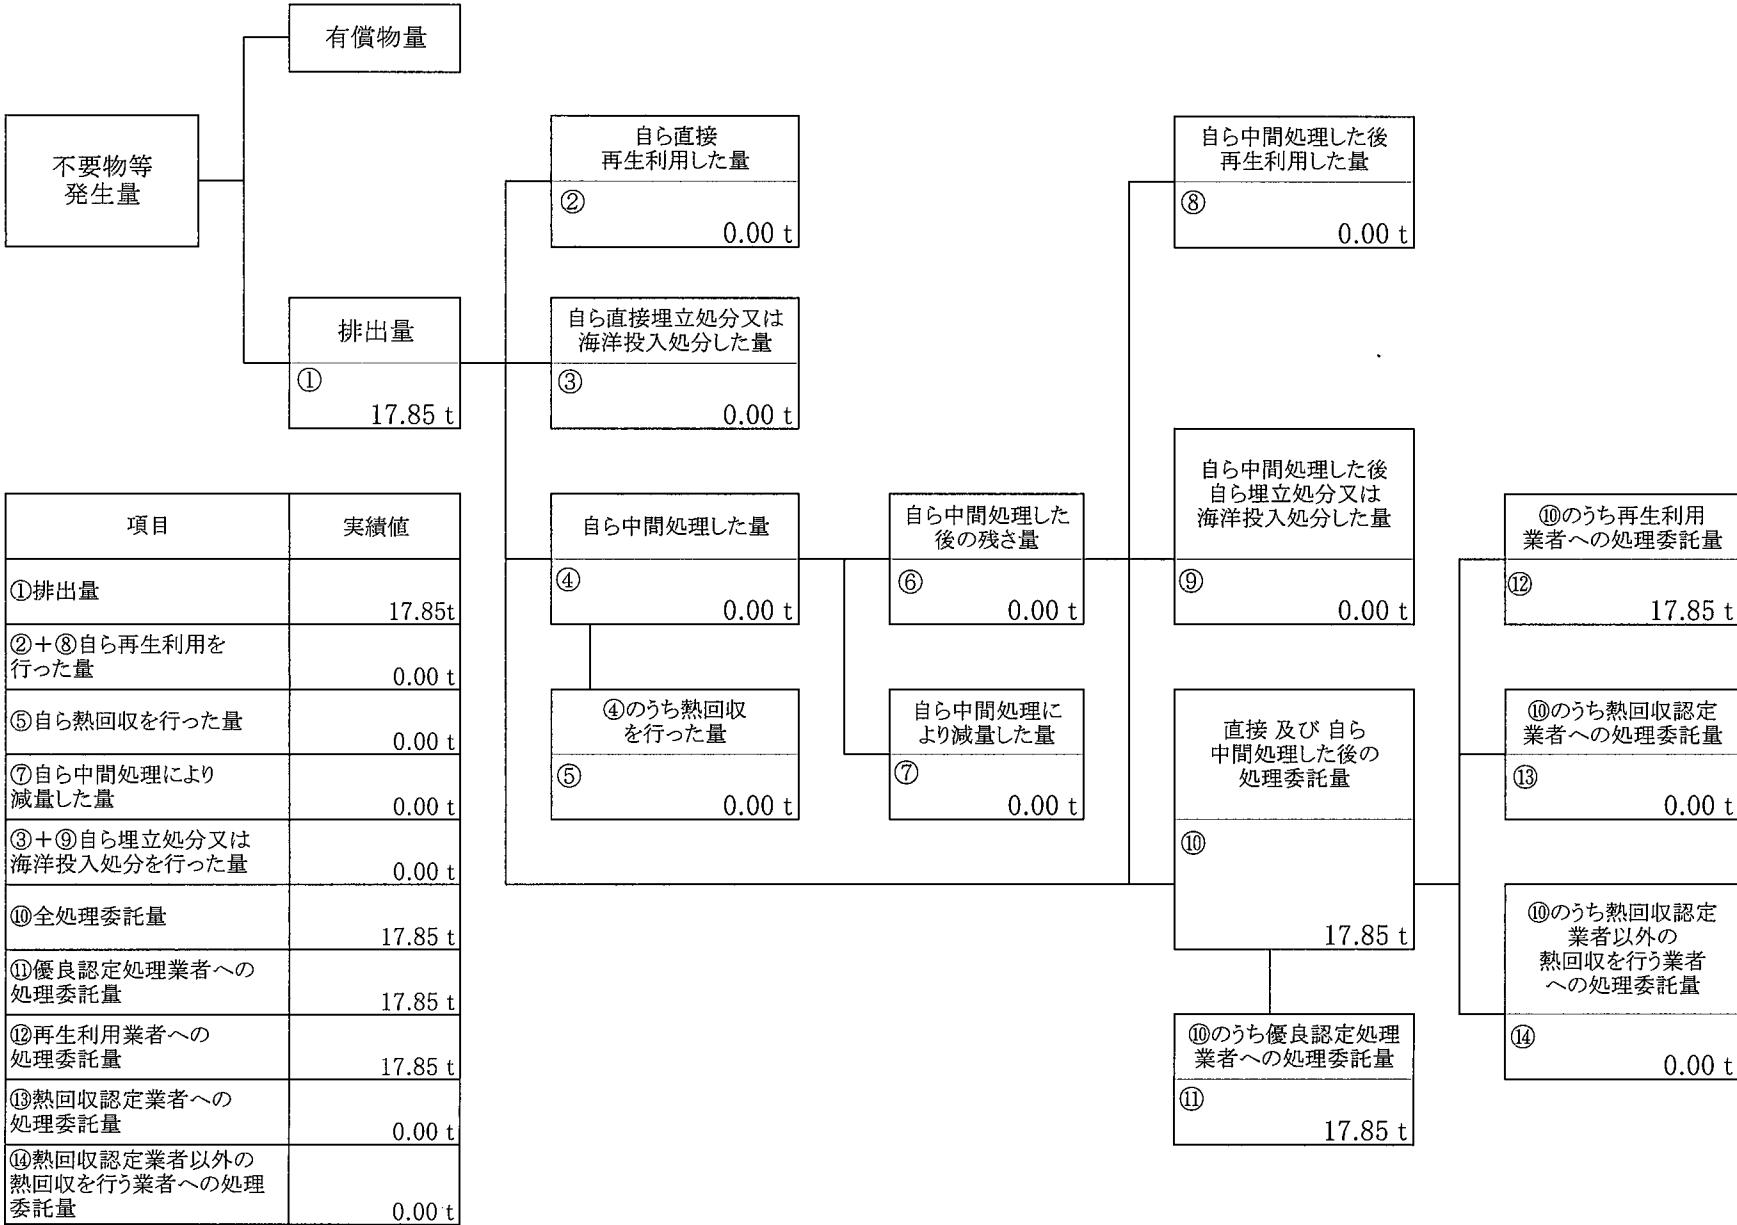 有償物量
不要物等
発生量
排出量
①
17.85 t
自ら直接
再生利用した量
②
0.00 t
自ら直接埋立処分又は
海洋投入処分した量
③
0.00 t
自ら中間処理した量
④
0.00 t
④のうち熱回収
を行った量
⑤
0.00 t
自ら中間処理した
後の残さ量
⑥
0.00 t
自ら中間処理に
より減量した量
⑦
0.00 t
自ら中間処理した後
再生利用した量
⑧
0.00 t
自ら中間処理した後
自ら埋立処分又は
海洋投入処分した量
⑨
0.00 t
直接 及び 自ら
中間処理した後の
処理委託量
⑩
17.85 t
⑩のうち優良認定処理
業者への処理委託量
⑪
17.85 t
⑩のうち再生利用
業者への処理委託量
⑫
17.85 t
⑩のうち熱回収認定
業者への処理委託量
⑬
0.00 t
⑩のうち熱回収認定
業者以外の
熱回収を行う業者
への処理委託量
⑭
0.00 t
項目 実績値
①排出量
17.85t
②＋⑧自ら再生利用を
行った量
0.00 t
⑤自ら熱回収を行った量
0.00 t
⑦自ら中間処理により
減量した量
0.00 t
③＋⑨自ら埋立処分又は
海洋投入処分を行った量
0.00 t
⑩全処理委託量
17.85 t
⑪優良認定処理業者への
処理委託量
17.85 t
⑫再生利用業者への
処理委託量
17.85 t
⑬熱回収認定業者への
処理委託量
0.00 t
⑭熱回収認定業者以外の
熱回収を行う業者への処理
委託量
0.00 t